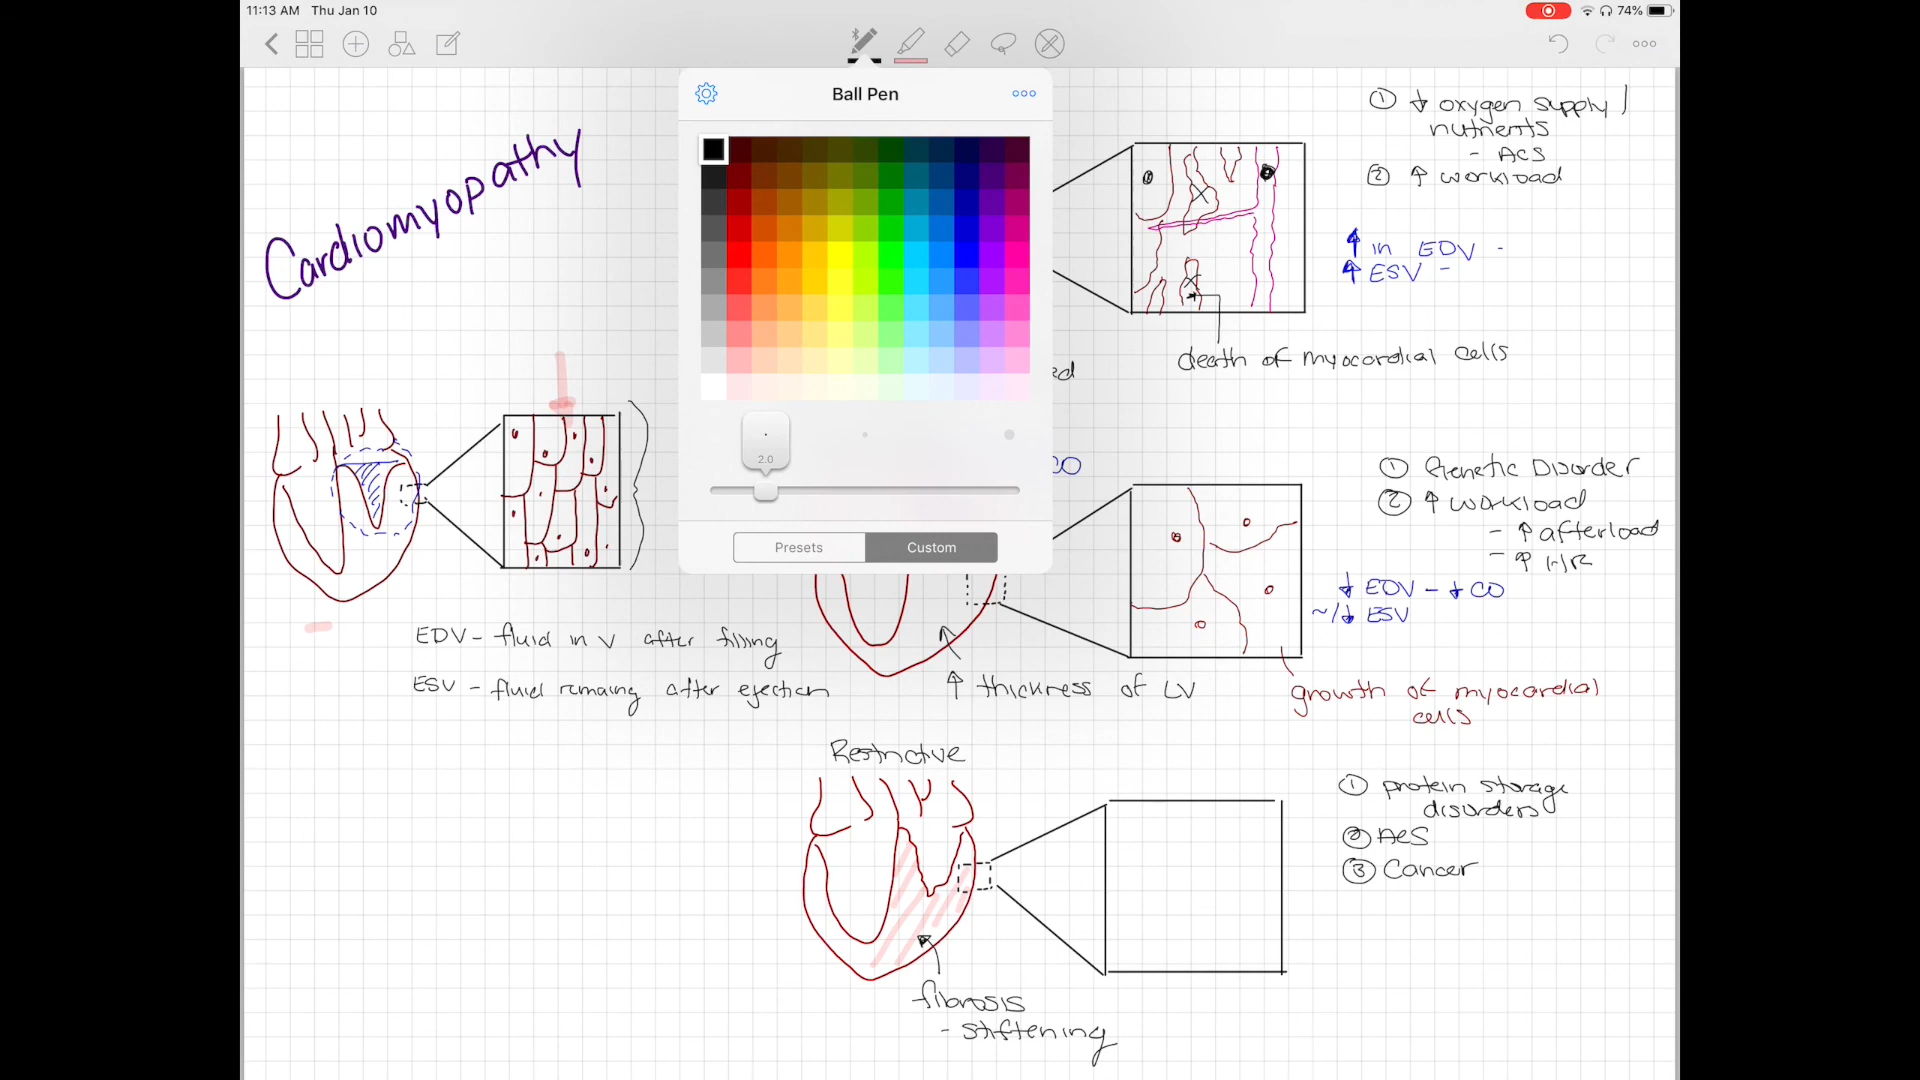 11:13 AM Thu Jan 10
74%
Ball Pen
2.0
Presets
Custom
Cardiomyopathy
EDV - fluid in V after filling
ESV - fluid remaing after ejection
① ↓ oxygen supply /
nutrients
- ACS
② ↑ workload
↑ in EDV -
↑ ESV -
death of myocardial cells
CO
① Genetic Disorder
② ↑ workload
- ↑ afterload
- ↑ HR
↓ EDV - ↓ CO
~/↓ ESV
↑ thickness of LV
growth of myocardial
cells
Restrictive
① protein storage
disorders
② ACS
③ Cancer
fibrosis
- stiftening